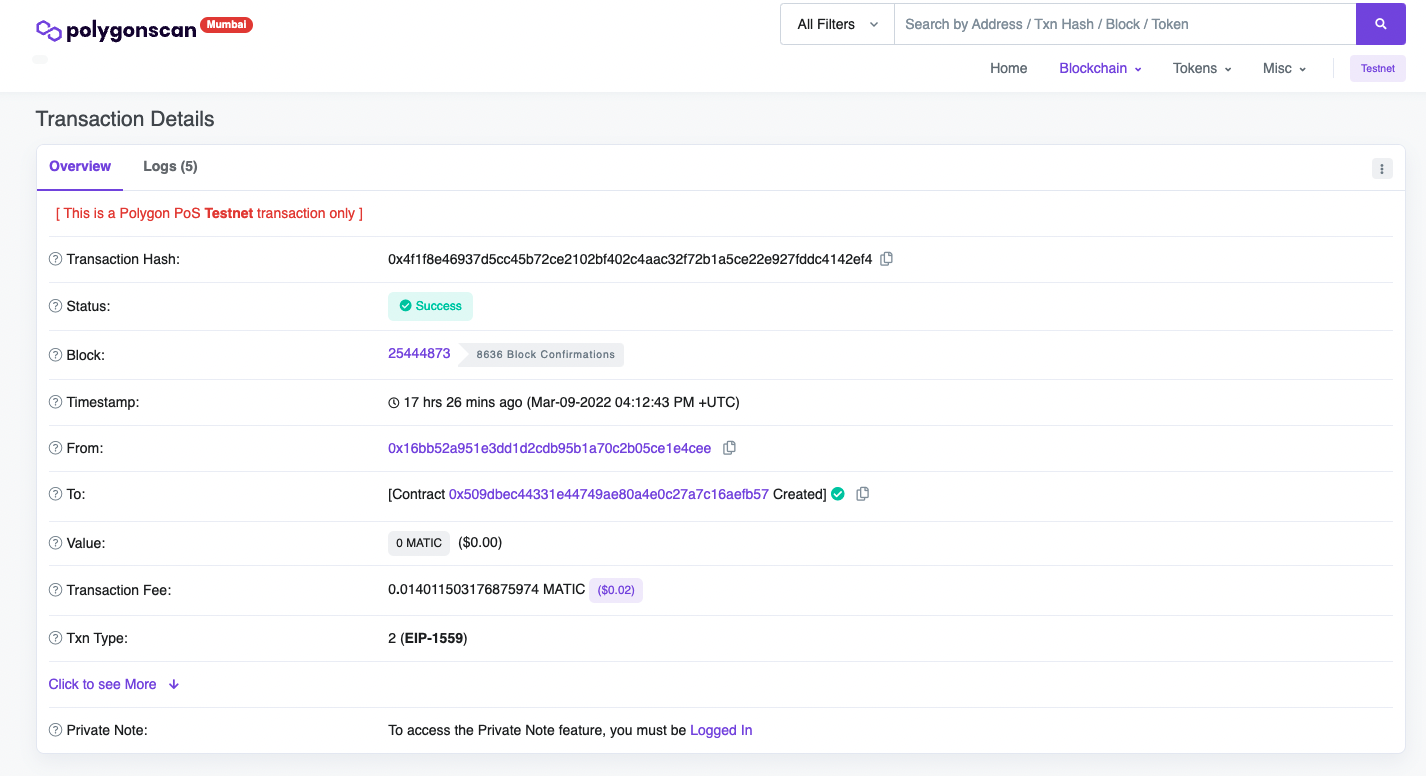 polygonscan Mumbai
All Filters Search by Address / Txn Hash / Block / Token
Home Blockchain Tokens Misc Testnet
Transaction Details
Overview Logs (5)
[ This is a Polygon PoS Testnet transaction only ]
Transaction Hash: 0x4f1f8e46937d5cc45b72ce2102bf402c4aac32f72b1a5ce22e927fddc4142ef4
Status: Success
Block: 25444873 8636 Block Confirmations
Timestamp: 17 hrs 26 mins ago (Mar-09-2022 04:12:43 PM +UTC)
From: 0x16bb52a951e3dd1d2cdb95b1a70c2b05ce1e4cee
To: [Contract 0x509dbec44331e44749ae80a4e0c27a7c16aefb57 Created]
Value: 0 MATIC ($0.00)
Transaction Fee: 0.014011503176875974 MATIC ($0.02)
Txn Type: 2 (EIP-1559)
Click to see More
Private Note: To access the Private Note feature, you must be Logged In